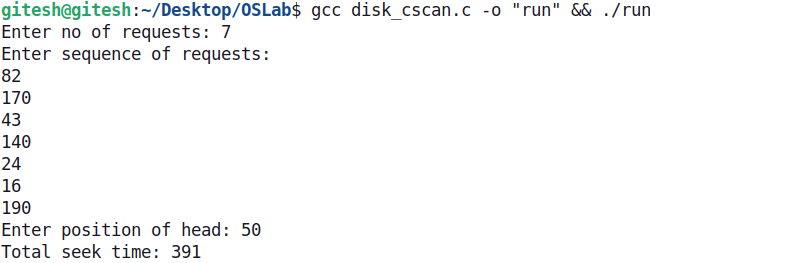 gitesh@gitesh:~/Desktop/OSLab$ gcc disk_cscan.c -o "run" && ./run
Enter no of requests: 7
Enter sequence of requests:
82
170
43
140
24
16
190
Enter position of head: 50
Total seek time: 391